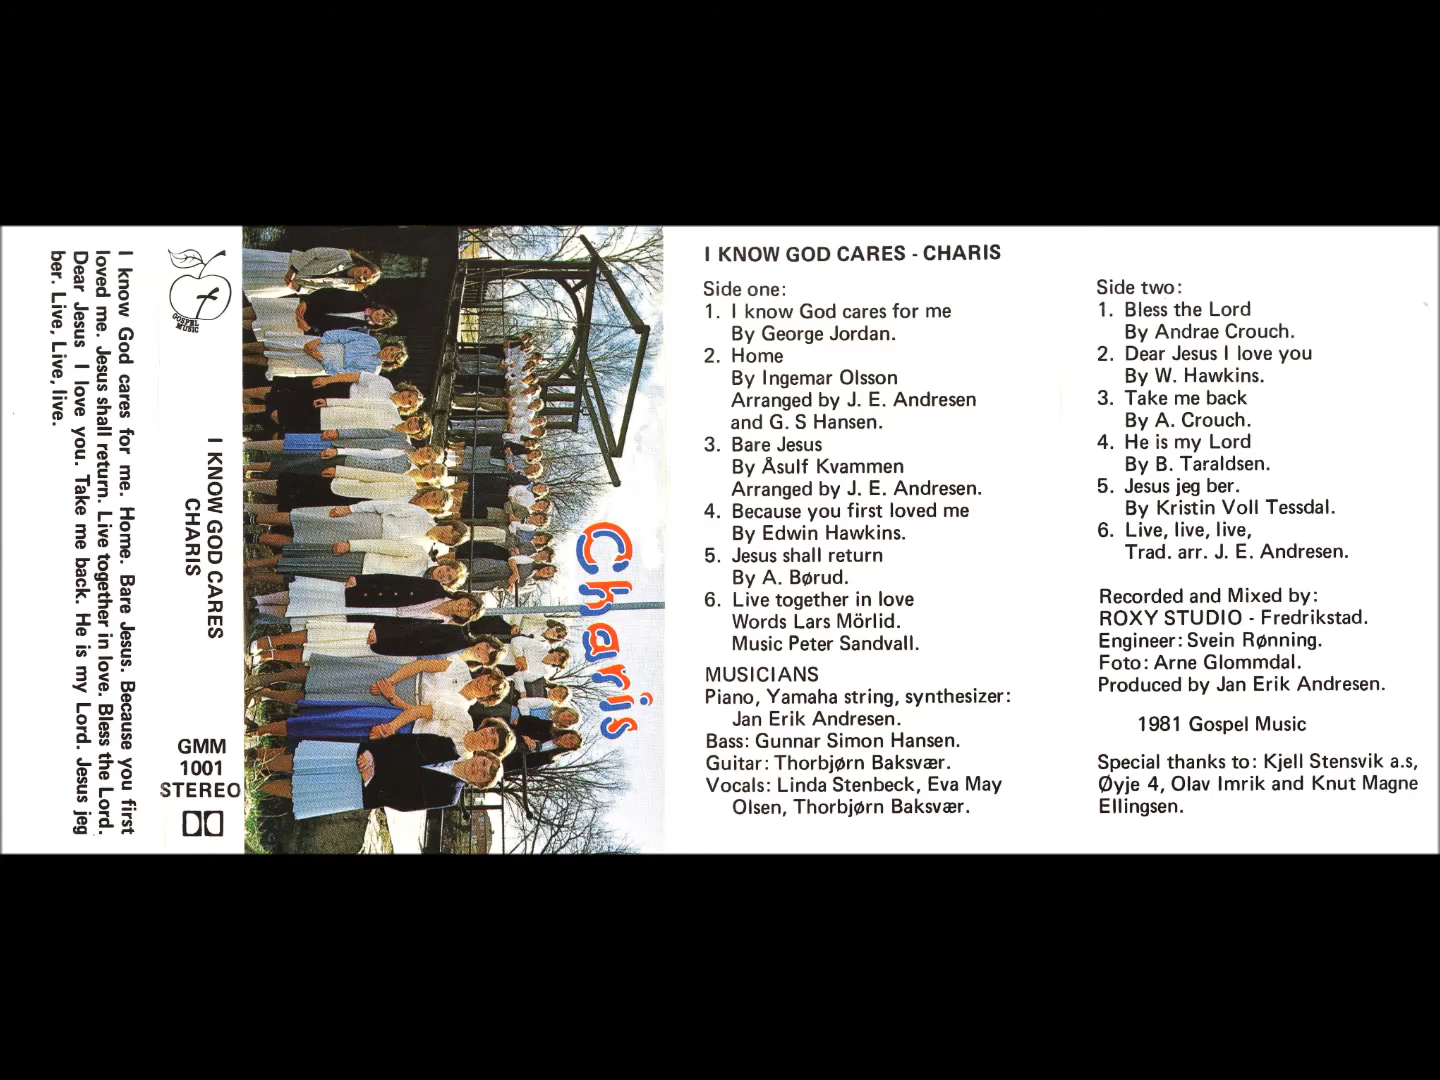 I know God cares for me. Home. Bare Jesus. Because you first
loved me. Jesus shall return. Live together in love. Bless the Lord.
Dear Jesus I love you. Take me back. He is my Lord. Jesus jeg
ber. Live, Live, live.
GOSPEL
MUSIC
I KNOW GOD CARES
CHARIS
GMM
1001
STEREO
Charis
I KNOW GOD CARES - CHARIS
Side one:
1. I know God cares for me
By George Jordan.
2. Home
By Ingemar Olsson
Arranged by J. E. Andresen
and G. S Hansen.
3. Bare Jesus
By Åsulf Kvammen
Arranged by J. E. Andresen.
4. Because you first loved me
By Edwin Hawkins.
5. Jesus shall return
By A. Børud.
6. Live together in love
Words Lars Mörlid.
Music Peter Sandvall.
MUSICIANS
Piano, Yamaha string, synthesizer:
Jan Erik Andresen.
Bass: Gunnar Simon Hansen.
Guitar: Thorbjørn Baksvær.
Vocals: Linda Stenbeck, Eva May
Olsen, Thorbjørn Baksvær.
Side two:
1. Bless the Lord
By Andrae Crouch.
2. Dear Jesus I love you
By W. Hawkins.
3. Take me back
By A. Crouch.
4. He is my Lord
By B. Taraldsen.
5. Jesus jeg ber.
By Kristin Voll Tessdal.
6. Live, live, live,
Trad. arr. J. E. Andresen.
Recorded and Mixed by:
ROXY STUDIO - Fredrikstad.
Engineer: Svein Rønning.
Foto: Arne Glommdal.
Produced by Jan Erik Andresen.
1981 Gospel Music
Special thanks to: Kjell Stensvik a.s,
Øyje 4, Olav Imrik and Knut Magne
Ellingsen.